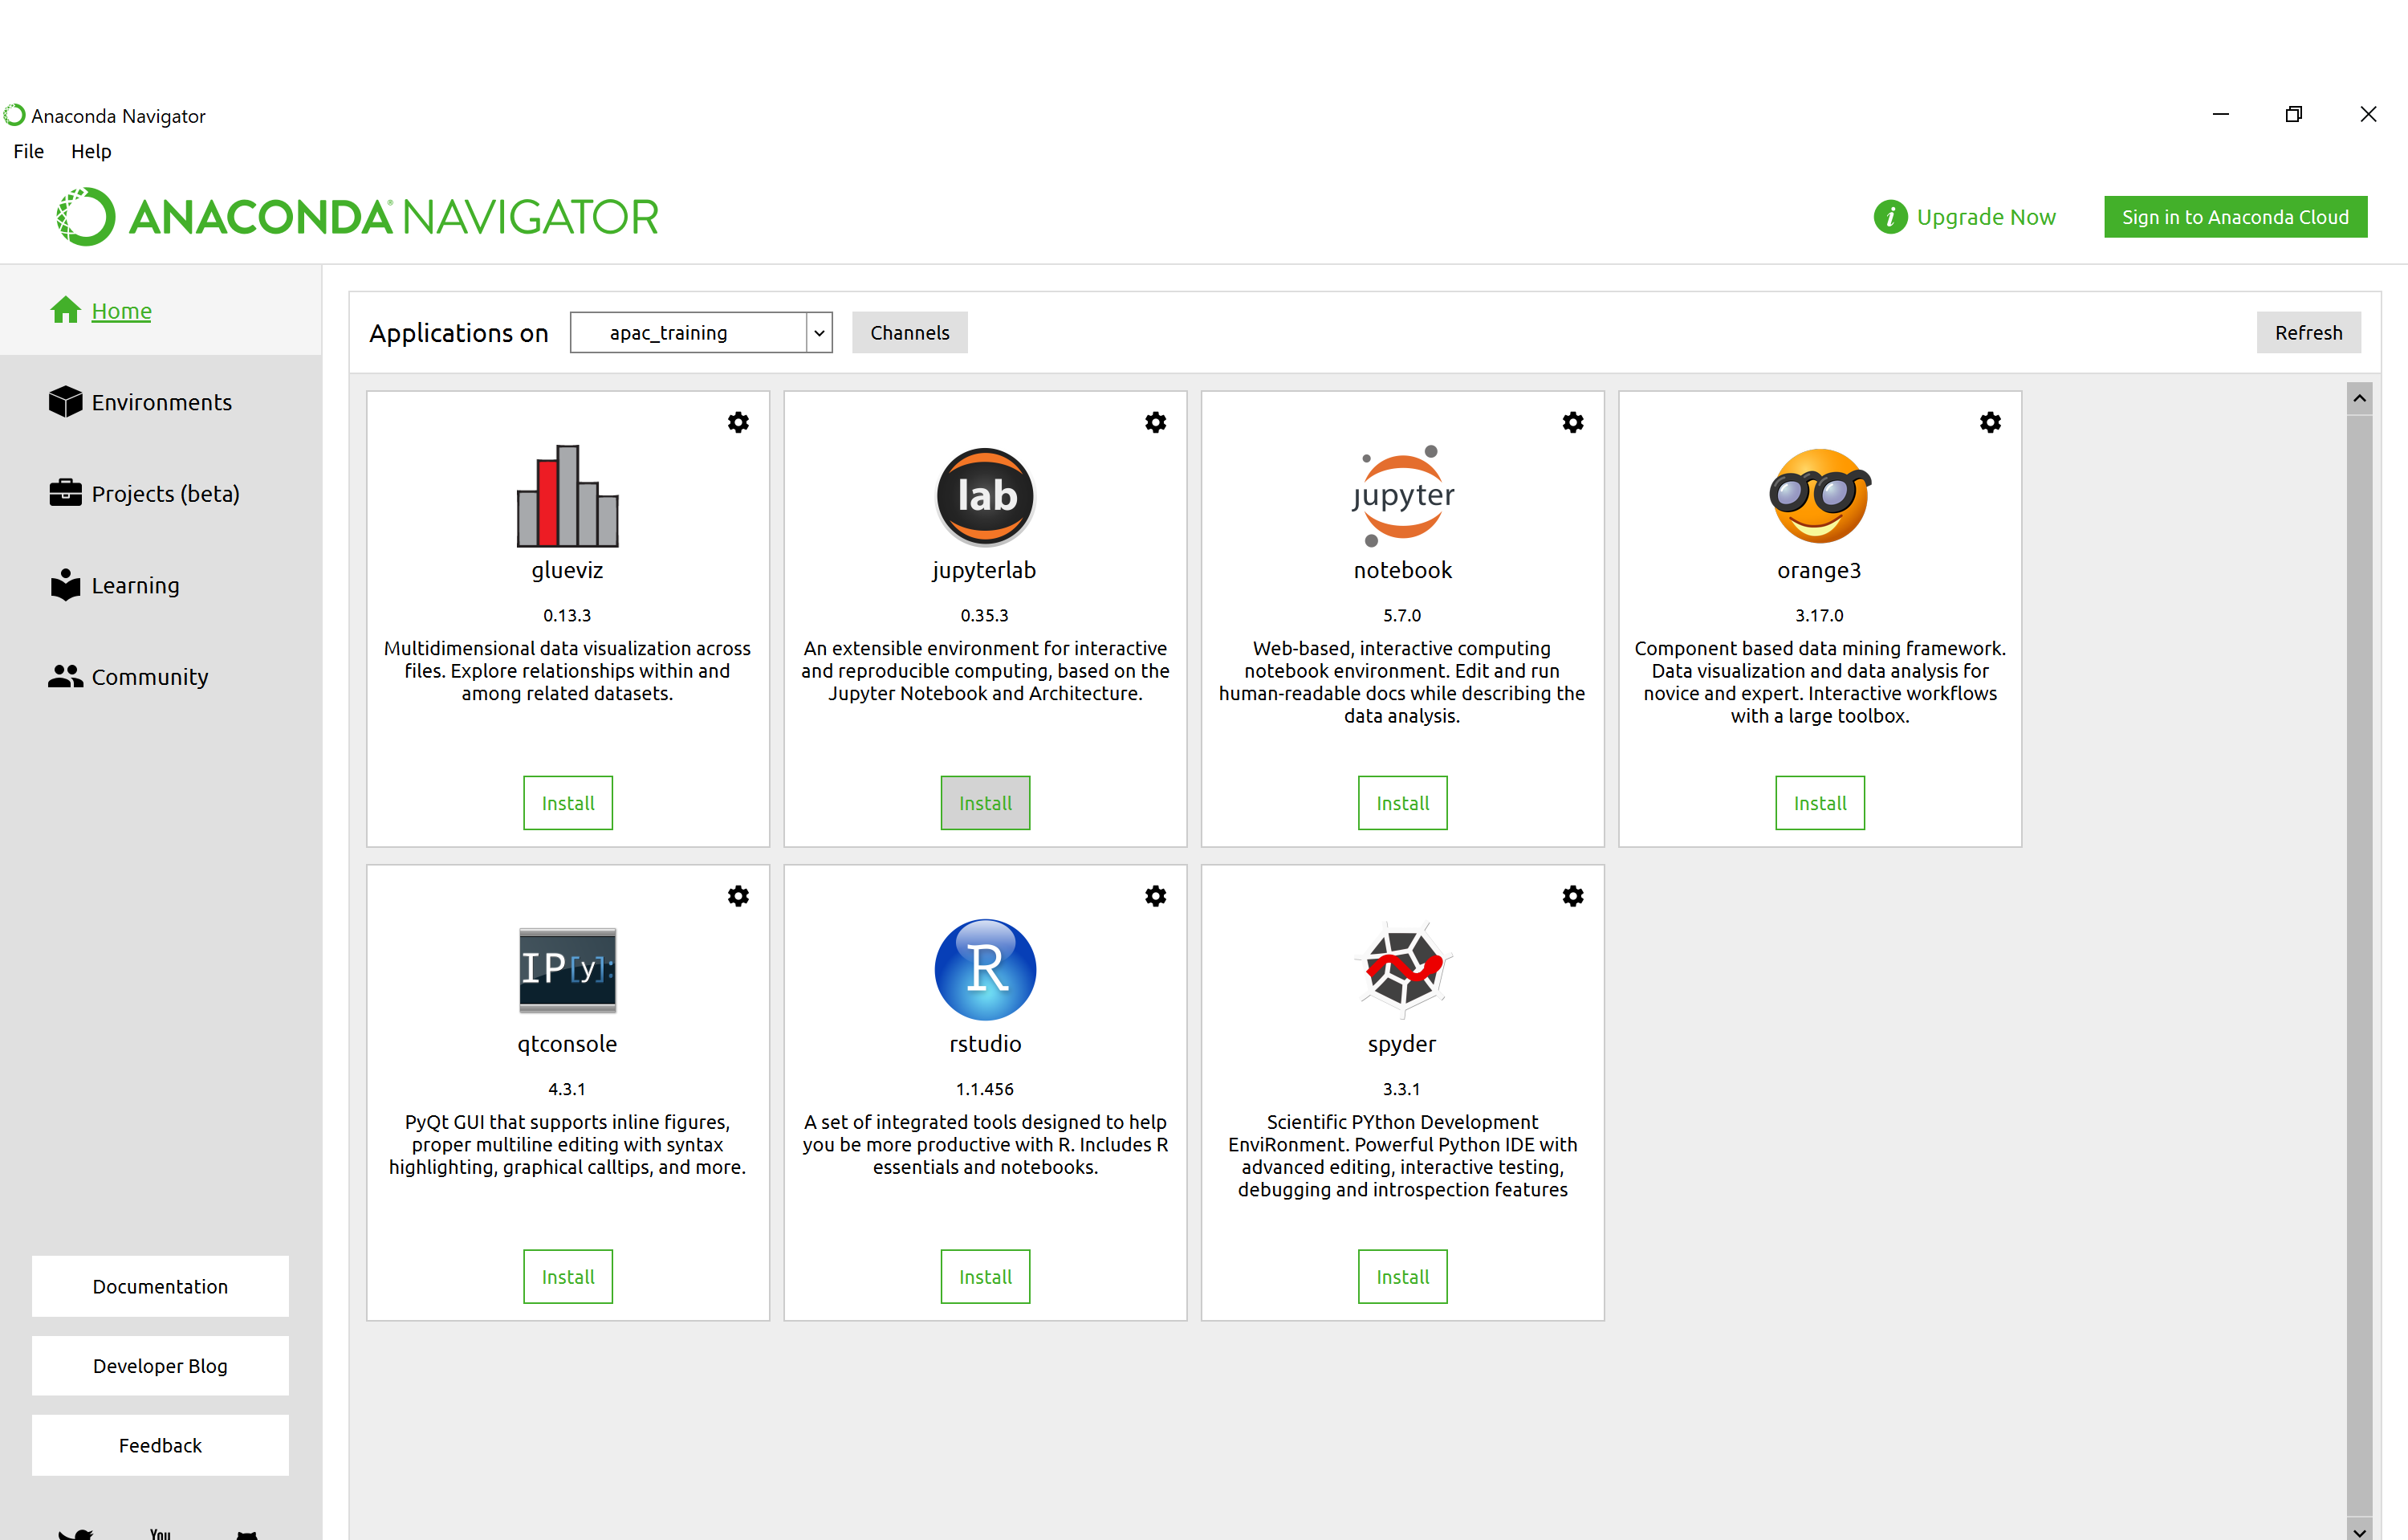 Anaconda Navigator
File Help
ANACONDA NAVIGATOR
i Upgrade Now
Sign in to Anaconda Cloud
Home
Environments
Projects (beta)
Learning
Community
Documentation
Developer Blog
Feedback
You
Applications on apac_training Channels Refresh
glueviz
0.13.3
Multidimensional data visualization across
files. Explore relationships within and
among related datasets.
Install
lab
jupyterlab
0.35.3
An extensible environment for interactive
and reproducible computing, based on the
Jupyter Notebook and Architecture.
Install
jupyter
notebook
5.7.0
Web-based, interactive computing
notebook environment. Edit and run
human-readable docs while describing the
data analysis.
Install
orange3
3.17.0
Component based data mining framework.
Data visualization and data analysis for
novice and expert. Interactive workflows
with a large toolbox.
Install
IP[y]:
qtconsole
4.3.1
PyQt GUI that supports inline figures,
proper multiline editing with syntax
highlighting, graphical calltips, and more.
Install
R
rstudio
1.1.456
A set of integrated tools designed to help
you be more productive with R. Includes R
essentials and notebooks.
Install
spyder
3.3.1
Scientific PYthon Development
EnviRonment. Powerful Python IDE with
advanced editing, interactive testing,
debugging and introspection features
Install